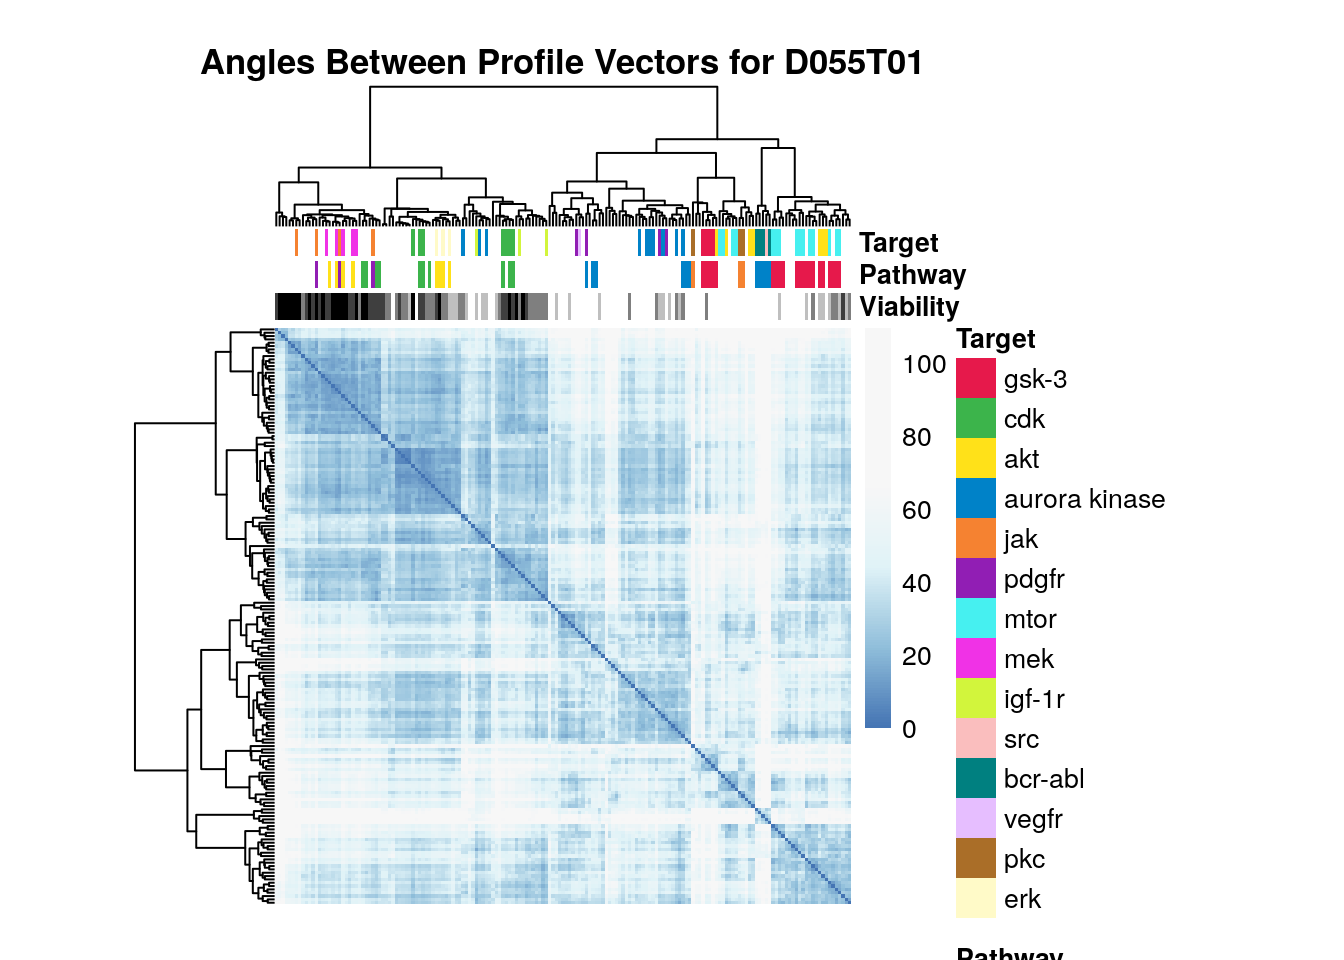 Angles Between Profile Vectors for D055T01
Target
Pathway
Viability
100
80
60
40
20
0
Target
gsk-3
cdk
akt
aurora kinase
jak
pdgfr
mtor
mek
igf-1r
src
bcr-abl
vegfr
pkc
erk
Pathway